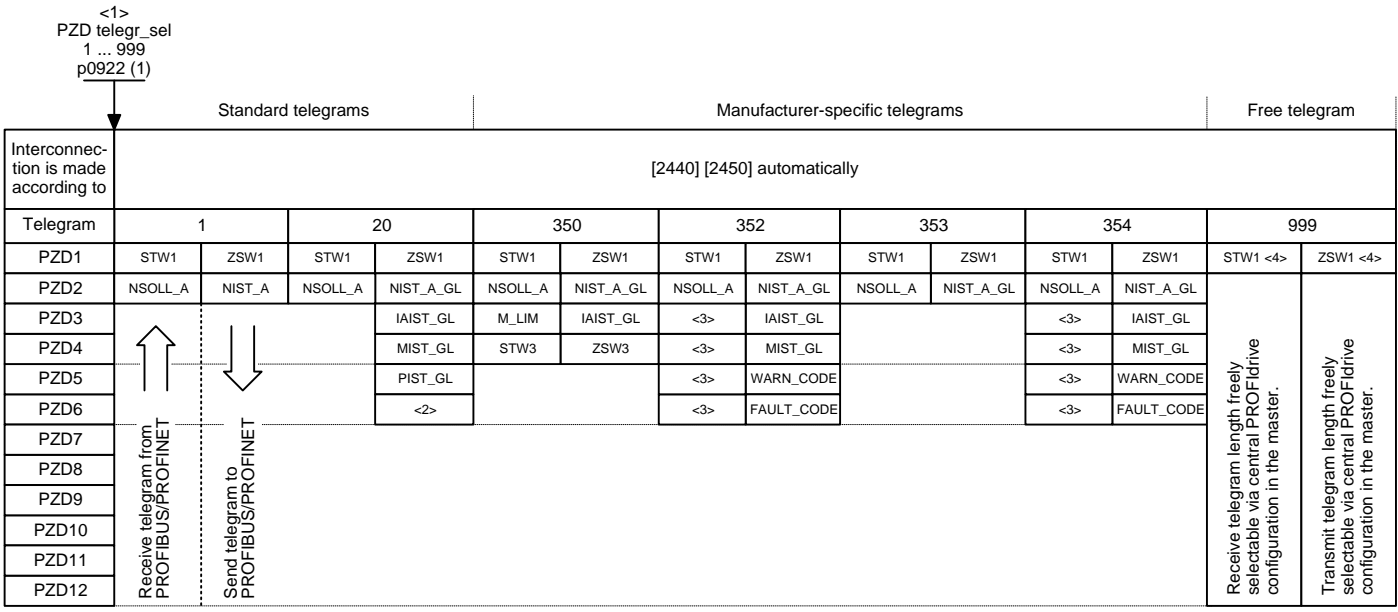 <1>
PZD telegr_sel
1 ... 999
p0922 (1)
Standard telegrams
Manufacturer-specific telegrams
Free telegram
Interconnec-
tion is made
according to
[2440] [2450] automatically
Telegram 1 20 350 352 353 354 999
PZD1 STW1 ZSW1 STW1 ZSW1 STW1 ZSW1 STW1 ZSW1 STW1 ZSW1 STW1 ZSW1 STW1 <4> ZSW1 <4>
PZD2 NSOLL_A NIST_A NSOLL_A NIST_A_GL NSOLL_A NIST_A_GL NSOLL_A NIST_A_GL NSOLL_A NIST_A_GL NSOLL_A NIST_A_GL
PZD3 IAIST_GL M_LIM IAIST_GL <3> IAIST_GL <3> IAIST_GL
PZD4 MIST_GL STW3 ZSW3 <3> MIST_GL <3> MIST_GL
PZD5 PIST_GL <3> WARN_CODE <3> WARN_CODE
PZD6 <2> <3> FAULT_CODE <3> FAULT_CODE
PZD7
PZD8
PZD9
PZD10
PZD11
PZD12
Receive telegram from
PROFIBUS/PROFINET
Send telegram to
PROFIBUS/PROFINET
Receive telegram length freely
selectable via central PROFIdrive
configuration in the master.
Transmit telegram length freely
selectable via central PROFIdrive
configuration in the master.